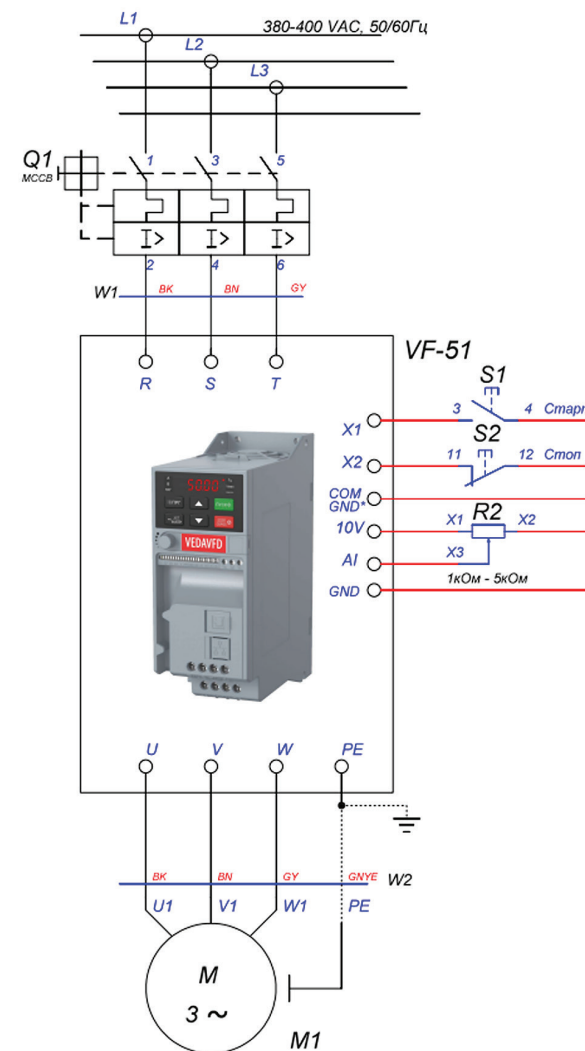 L1
380-400 VAC, 50/60Гц
L2
L3
Q1
MCCB
1 3 5
2 4 6
W1 BK BN GY
VF-51
R S T
S1
X1 3 4
S2
X2 11 12 Стоп
COM
GND*
R2
10V X1 X2
AI X3
1кОм - 5кОм
GND
50.00
VEDAVFD
U V W PE
BK BN GY GNYE W2
U1 V1 W1 PE
M
3 ~
M1